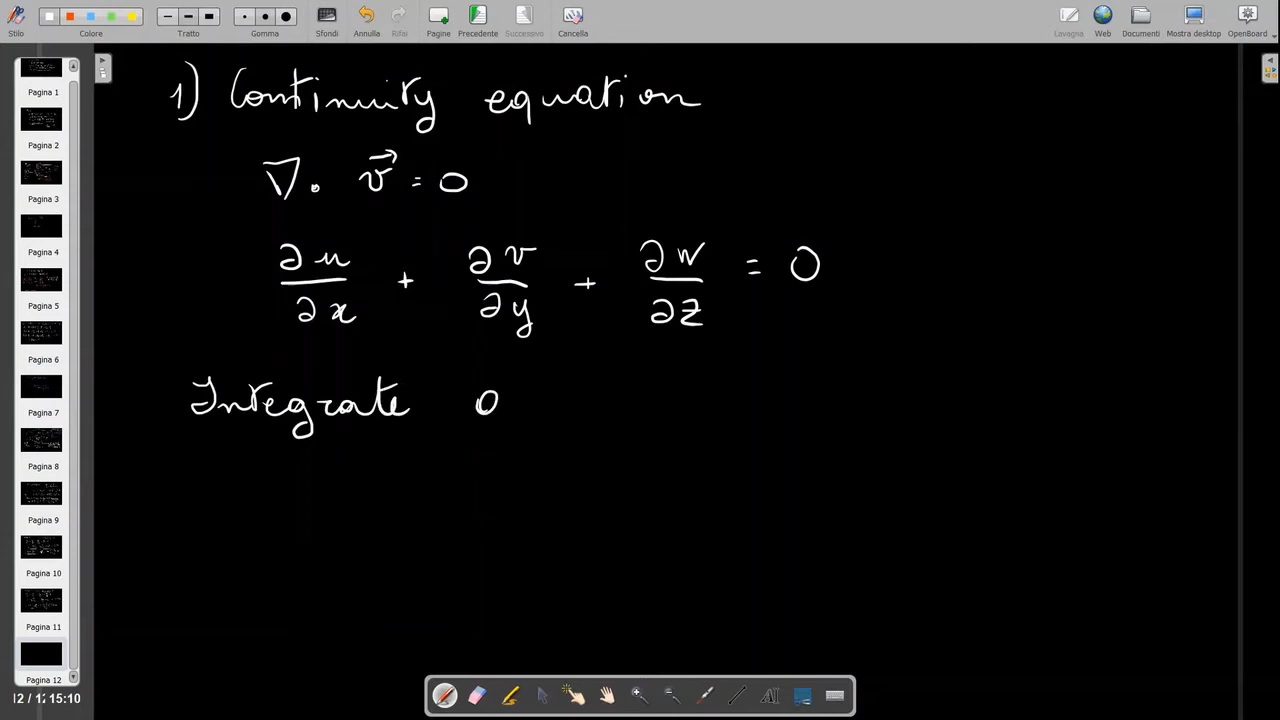 Stilo
Colore
Tratto
Gomma
Sfondi
Annulla
Rifai
Pagine
Precedente
Successivo
Cancella
Lavagna
Web
Documenti
Mostra desktop
OpenBoard
Pagina 1
Pagina 2
Pagina 3
Pagina 4
Pagina 5
Pagina 6
Pagina 7
Pagina 8
Pagina 9
Pagina 10
Pagina 11
Pagina 12
15:10
1) Continuity equation
∇· v⃗ = 0
∂u/∂x + ∂v/∂y + ∂w/∂z = 0
Integrate o
AI